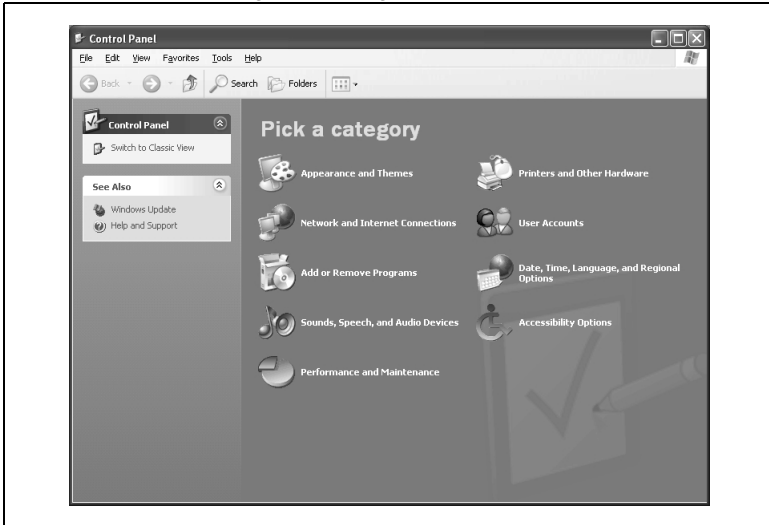 Control Panel
File Edit View Favorites Tools Help
Back Search Folders
Control Panel
Switch to Classic View
See Also
Windows Update
Help and Support
Pick a category
Appearance and Themes
Printers and Other Hardware
Network and Internet Connections
User Accounts
Add or Remove Programs
Date, Time, Language, and Regional
Options
Sounds, Speech, and Audio Devices
Accessibility Options
Performance and Maintenance